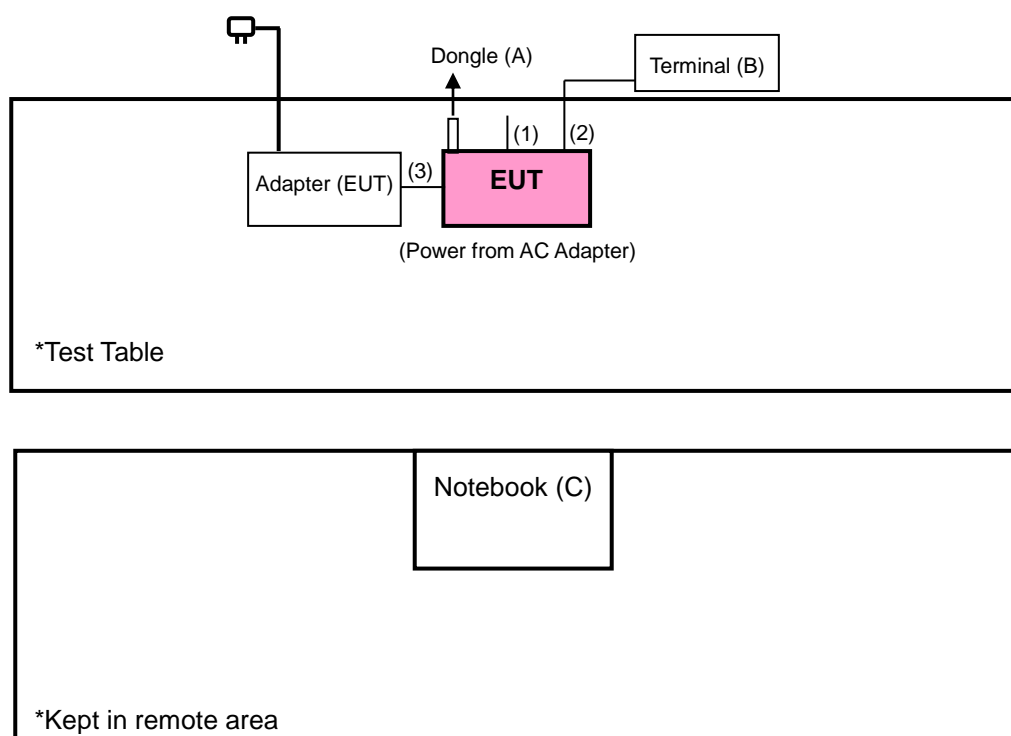 Dongle (A)
Terminal (B)
(1)
(2)
Adapter (EUT)
(3)
EUT
(Power from AC Adapter)
*Test Table
Notebook (C)
*Kept in remote area